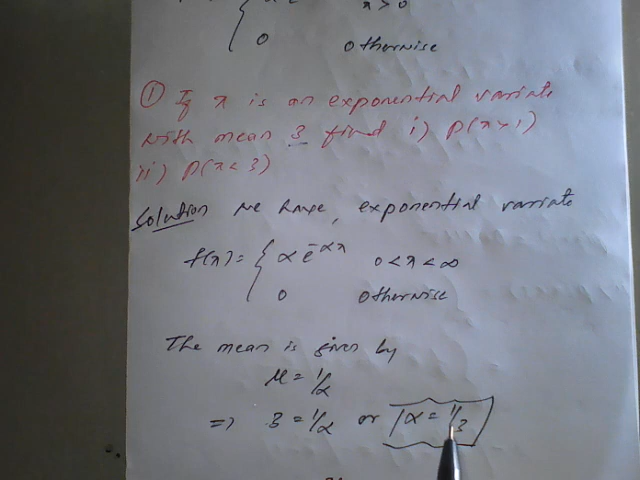 x > 0
0 otherwise
① If x is an exponential variate
with mean 3 find i) P(x>1)
ii) P(x<3)
Solution We have, exponential variate
f(x) = { αe^-αx 0<x<∞
0 otherwise
The mean is given by
μ = 1/α
=> 3 = 1/α or α = 1/3